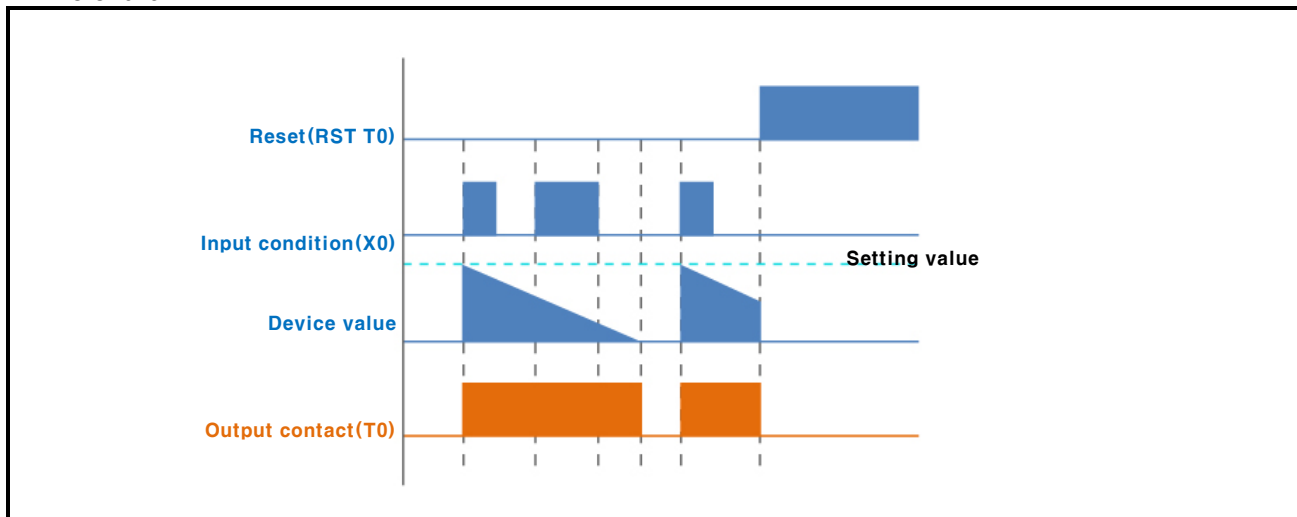 Reset(RST T0)
Input condition(X0)
Setting value
Device value
Output contact(T0)